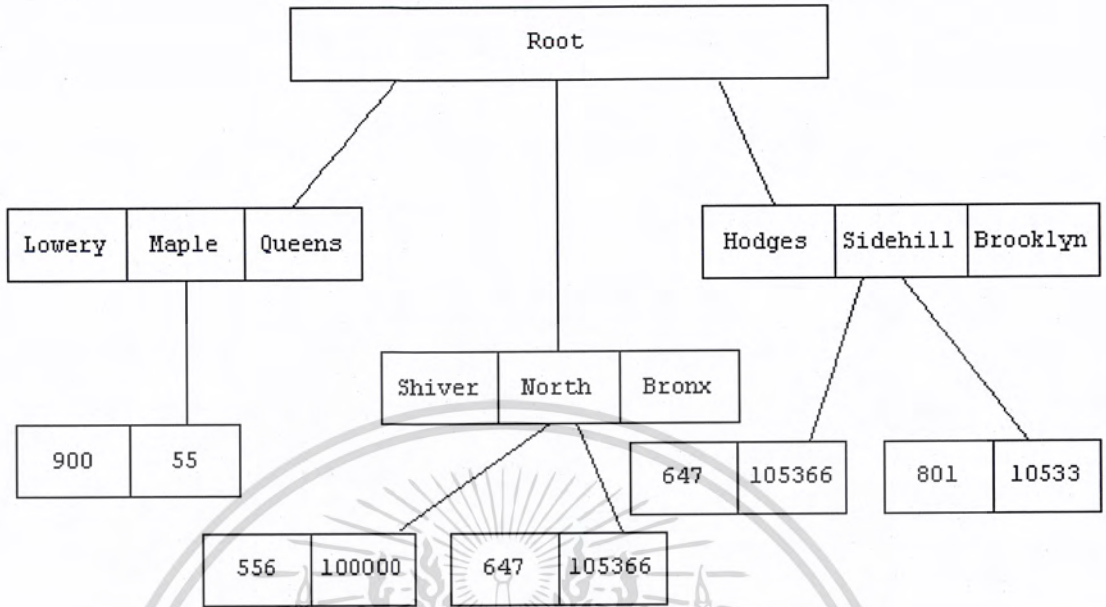 Root
Lowery Maple Queens
Hodges Sidehill Brooklyn
Shiver North Bronx
900 55
647 105366
801 10533
556 100000
647 105366